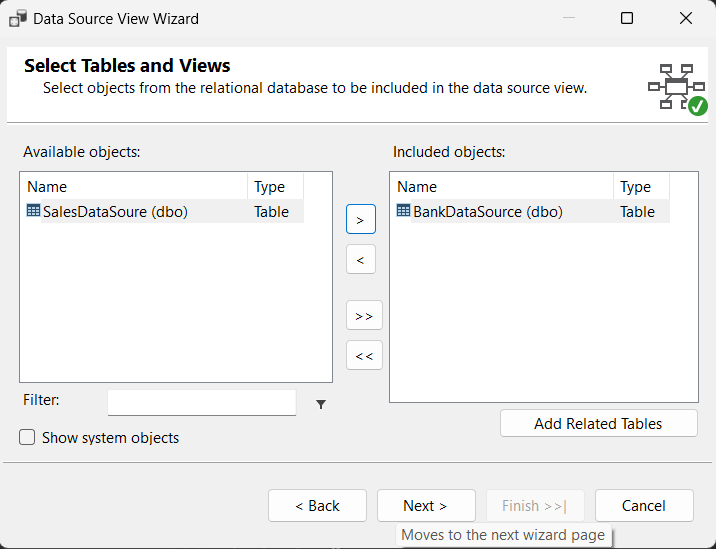 Data Source View Wizard
Select Tables and Views
Select objects from the relational database to be included in the data source view.
Available objects:
Name Type
SalesDataSoure (dbo) Table
>
<
>>
<<
Included objects:
Name Type
BankDataSource (dbo) Table
Filter:
Show system objects
Add Related Tables
< Back Next > Finish >>| Cancel
Moves to the next wizard page